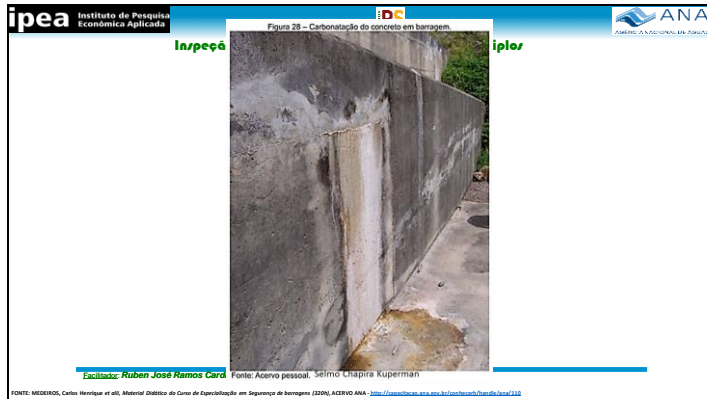 ipea Instituto de Pesquisa
Econômica Aplicada
ANA
Figura 28 – Carbonatação do concreto em barragem.
Inspeçã iplos
Facilitador: Ruben José Ramos Card
Fonte: Acervo pessoal. Selmo Chapira Kuperman
FONTE: MEDEIROS, Carlos Henrique et alii, Material Didático do Curso de Especialização em Segurança de barragens (320h), ACERVO ANA - http://capacitacao.ana.gov.br/conhecerh/handle/ana/110